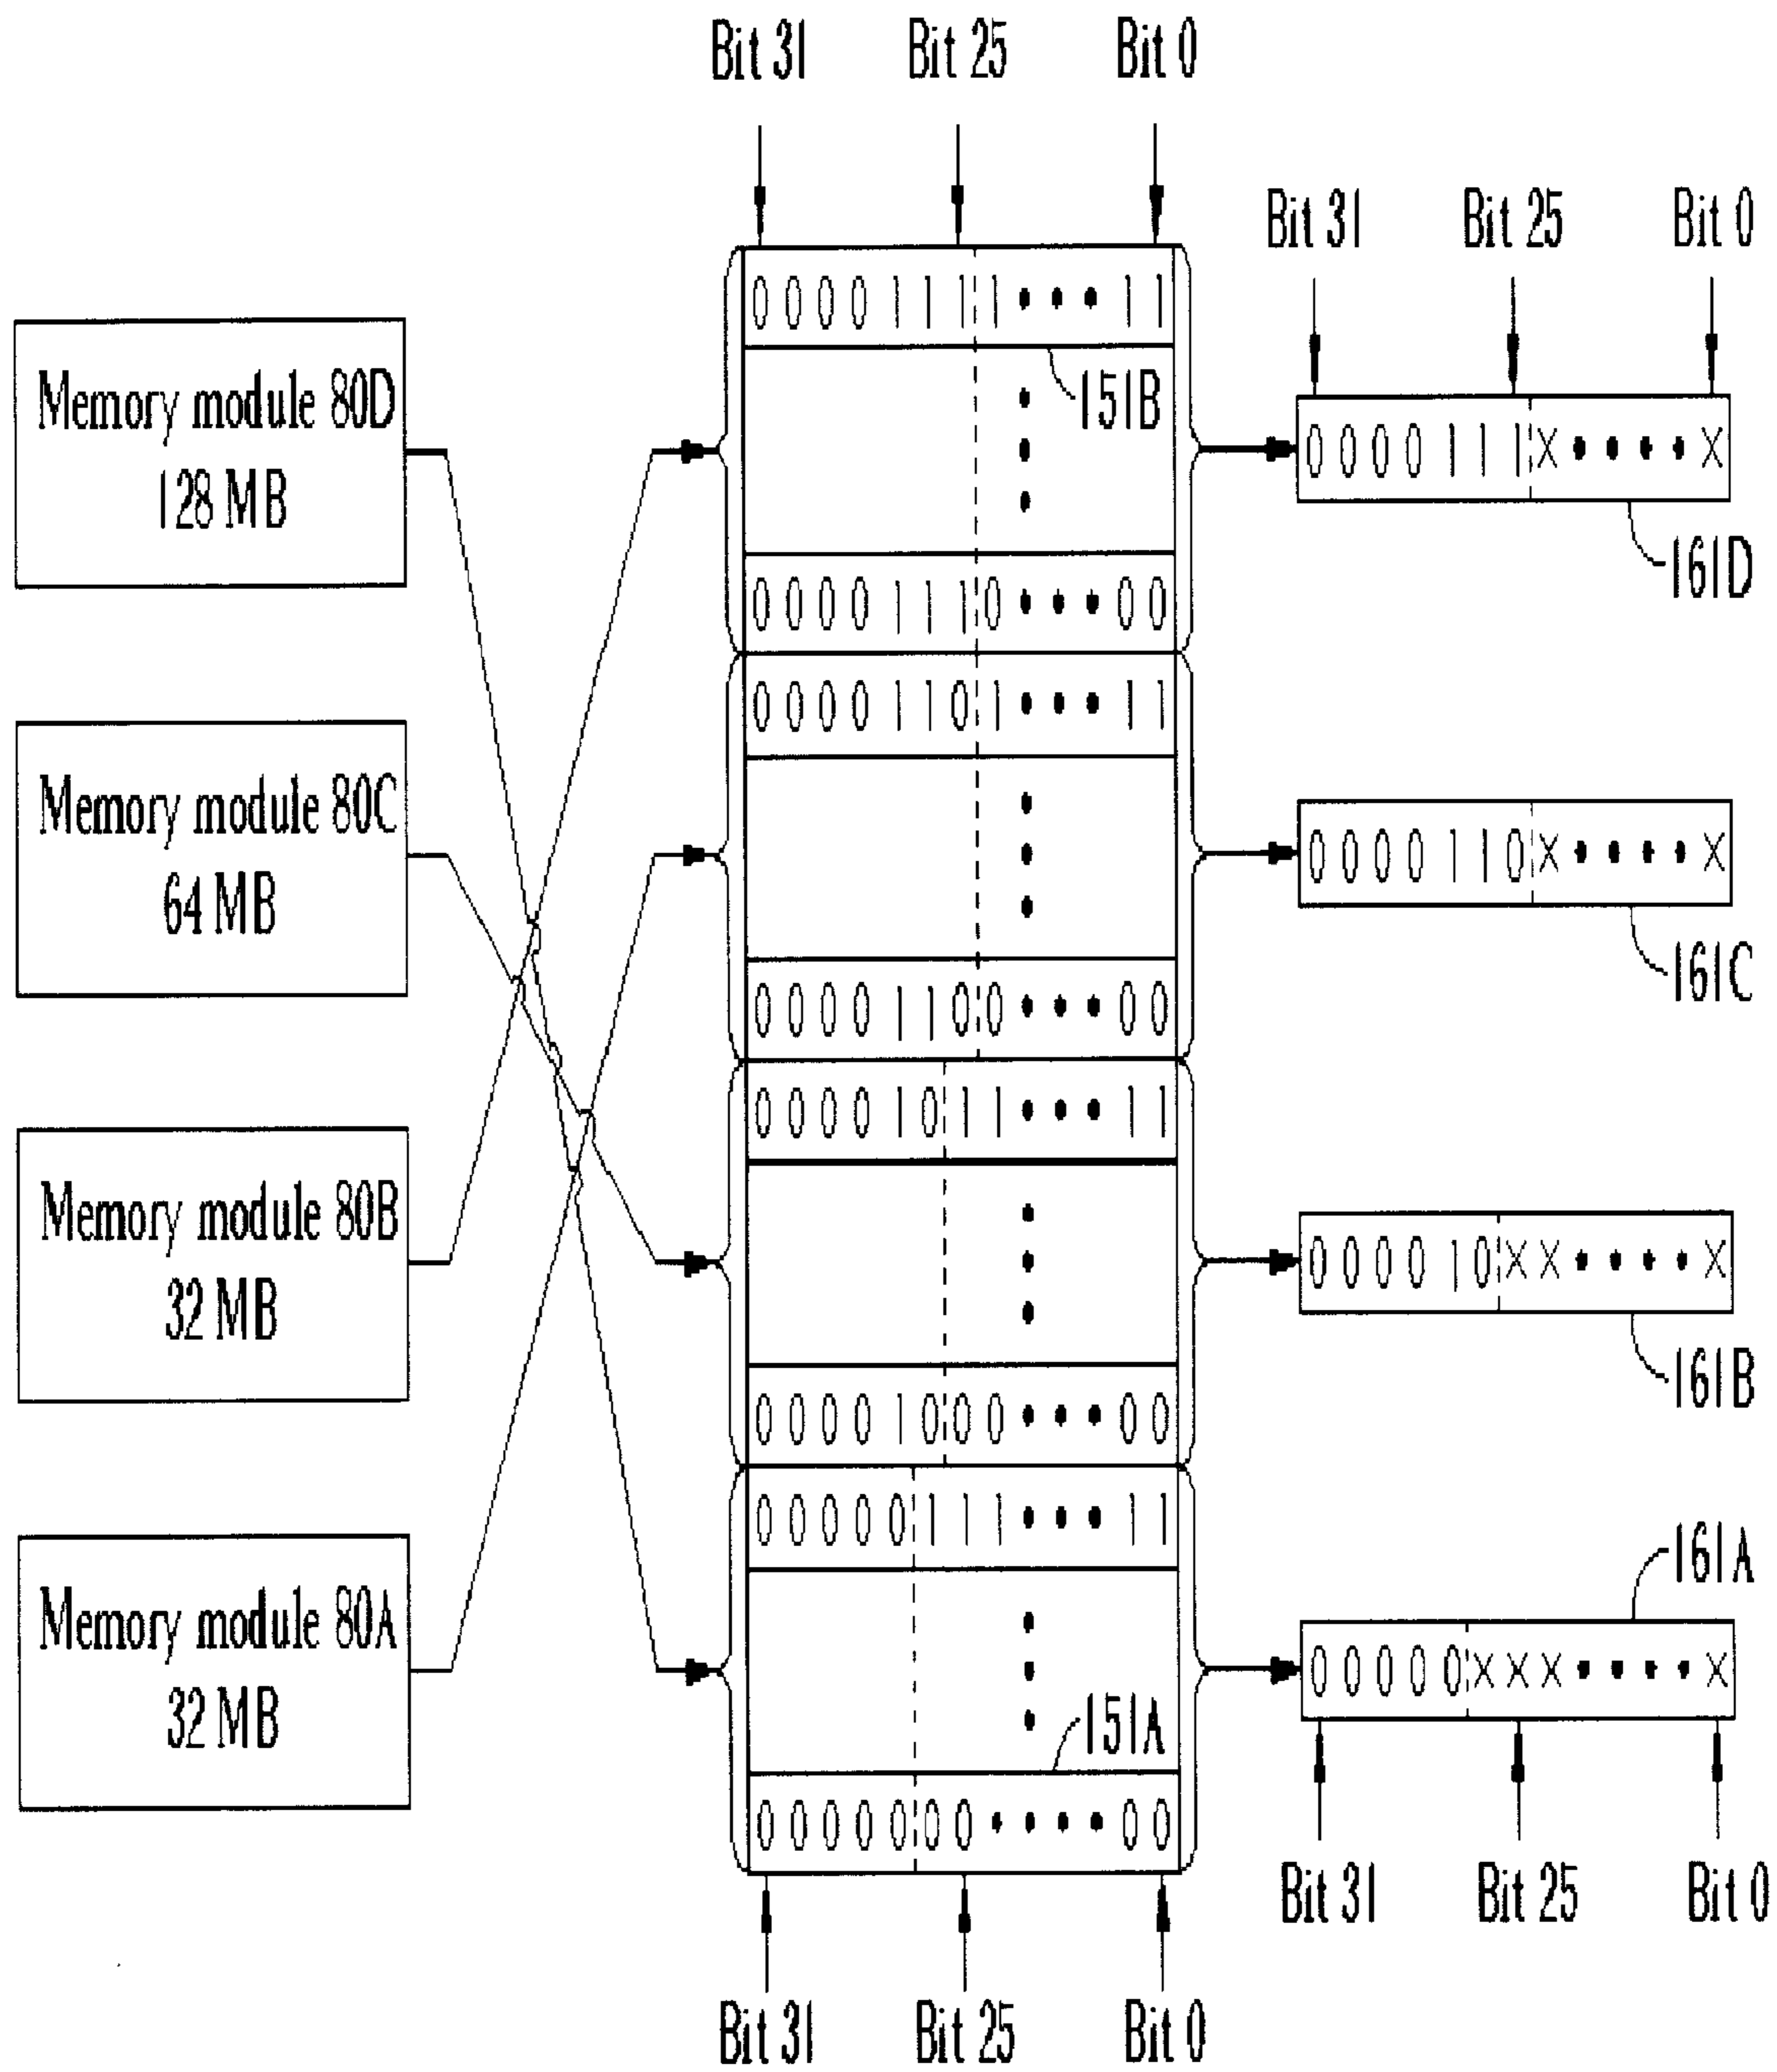 Bit 31 Bit 25 Bit 0
Bit 31 Bit 25 Bit 0
0 0 0 0 1 1 1 1 • • • 1 1
151B
Memory module 80D
128 MB
0 0 0 0 1 1 1 X • • • • X
161D
0 0 0 0 1 1 1 0 • • • 0 0
0 0 0 0 1 1 0 1 • • • 1 1
Memory module 80C
64 MB
0 0 0 0 1 1 0 X • • • • X
161C
0 0 0 0 1 1 0 0 • • • 0 0
0 0 0 0 1 0 1 1 • • • 1 1
Memory module 80B
32 MB
0 0 0 0 1 0 X X • • • • X
161B
0 0 0 0 1 0 0 0 • • • 0 0
0 0 0 0 0 1 1 1 • • • 1 1
161A
Memory module 80A
32 MB
0 0 0 0 0 X X X • • • • X
151A
0 0 0 0 0 0 0 • • • • 0 0
Bit 31 Bit 25 Bit 0
Bit 31 Bit 25 Bit 0